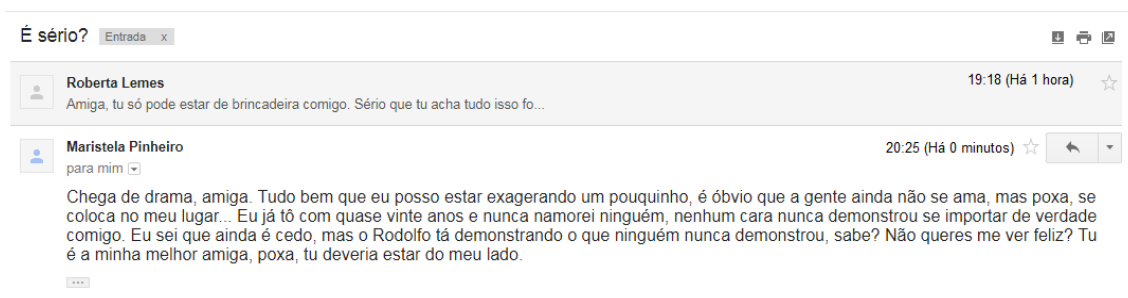 É sério? Entrada x
Roberta Lemes 19:18 (Há 1 hora)
Amiga, tu só pode estar de brincadeira comigo. Sério que tu acha tudo isso fo...
Maristela Pinheiro 20:25 (Há 0 minutos)
para mim
Chega de drama, amiga. Tudo bem que eu posso estar exagerando um pouquinho, é óbvio que a gente ainda não se ama, mas poxa, se
coloca no meu lugar... Eu já tô com quase vinte anos e nunca namorei ninguém, nenhum cara nunca demonstrou se importar de verdade
comigo. Eu sei que ainda é cedo, mas o Rodolfo tá demonstrando o que ninguém nunca demonstrou, sabe? Não queres me ver feliz? Tu
é a minha melhor amiga, poxa, tu deveria estar do meu lado.
...